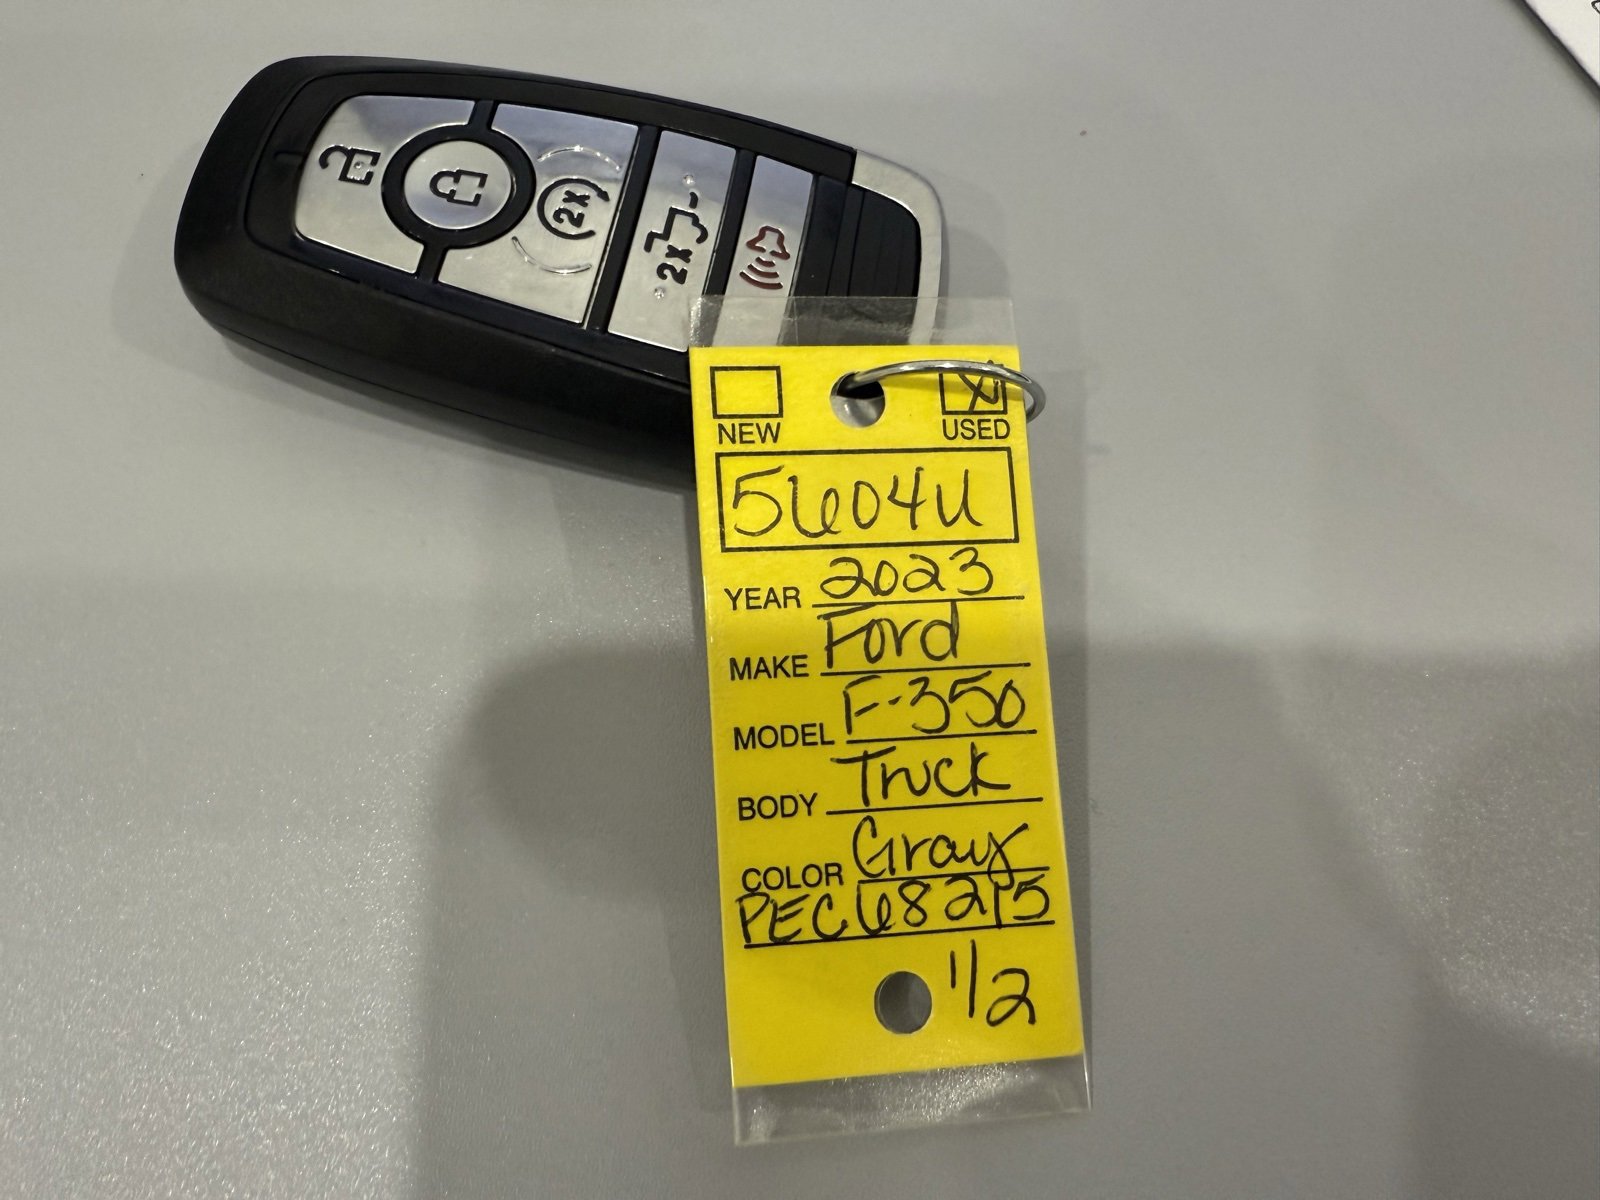 2x
2x
NEW USED
5604U
YEAR 2023
MAKE Ford
MODEL F-350
BODY Truck
COLOR Gray
PEC68215
1/2